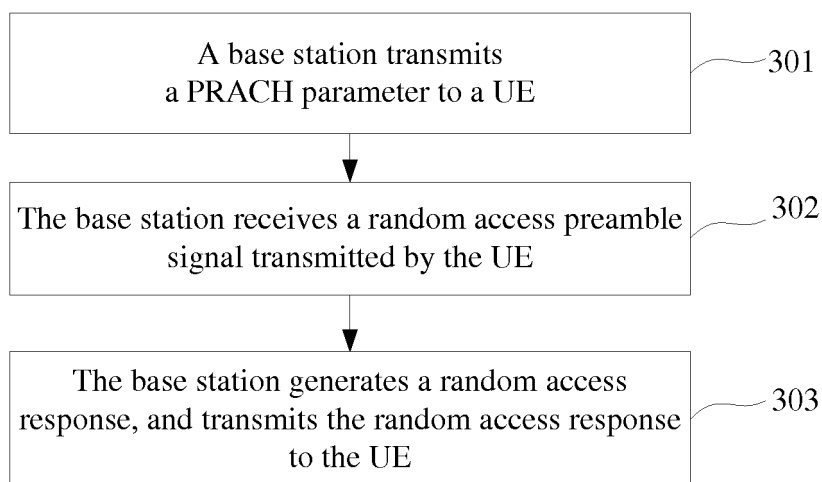 A base station transmits
a PRACH parameter to a UE
301
The base station receives a random access preamble
signal transmitted by the UE
302
The base station generates a random access
response, and transmits the random access response
to the UE
303